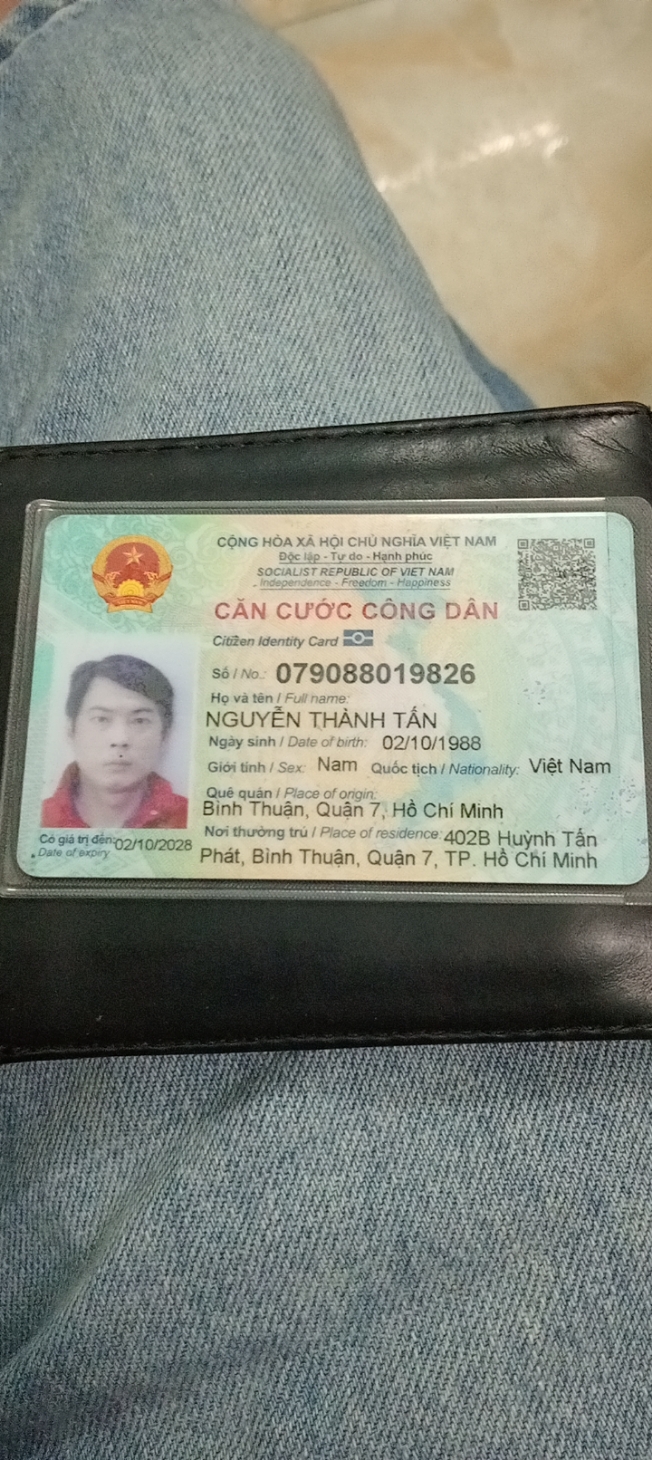 CỘNG HÒA XÃ HỘI CHỦ NGHĨA VIỆT NAM
Độc lập - Tự do - Hạnh phúc
SOCIALIST REPUBLIC OF VIET NAM
Independence - Freedom - Happiness
CĂN CƯỚC CÔNG DÂN
Citizen Identity Card
Số / No.: 079088019826
Họ và tên / Full name:
NGUYỄN THÀNH TẤN
Ngày sinh / Date of birth: 02/10/1988
Giới tính / Sex: Nam Quốc tịch / Nationality: Việt Nam
Quê quán / Place of origin:
Bình Thuận, Quận 7, Hồ Chí Minh
Nơi thường trú / Place of residence: 402B Huỳnh Tấn
Phát, Bình Thuận, Quận 7, TP. Hồ Chí Minh
Có giá trị đến: 02/10/2028
Date of expiry